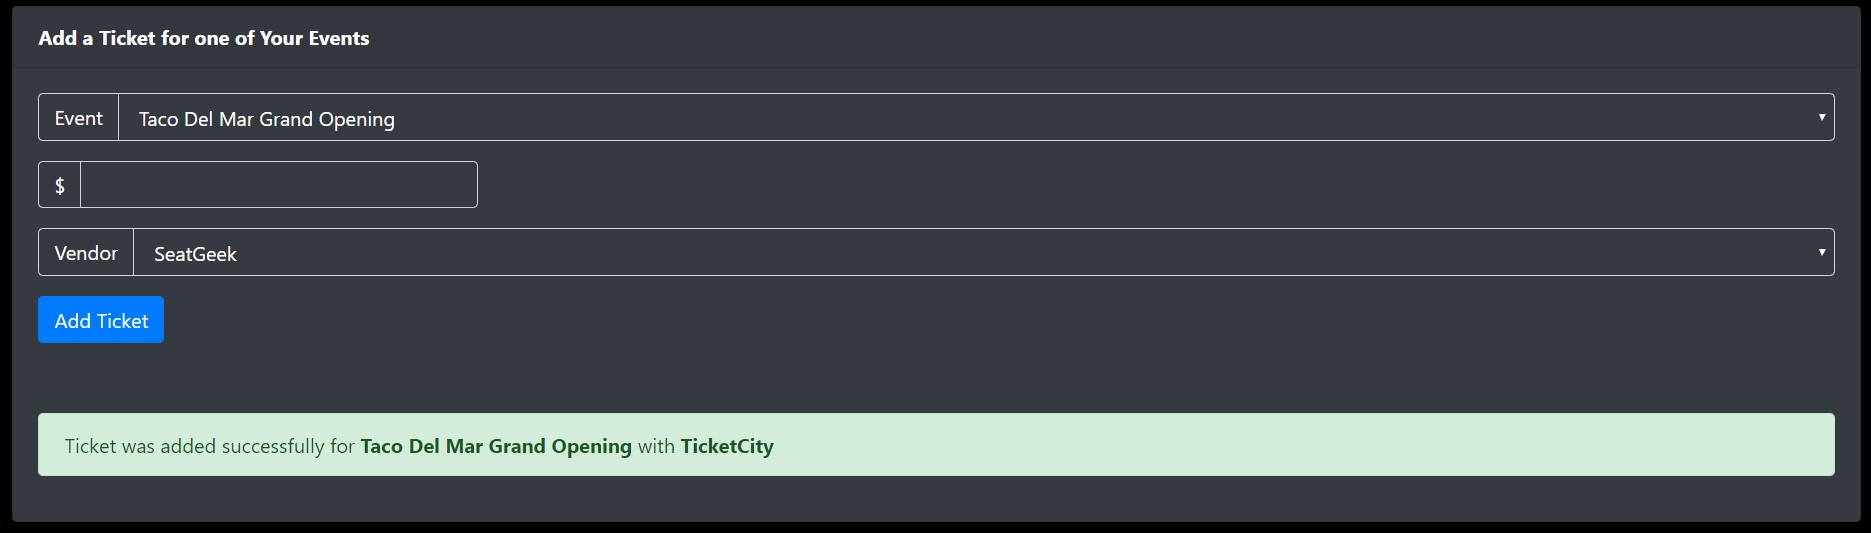 Add a Ticket for one of Your Events
Event Taco Del Mar Grand Opening
$
Vendor SeatGeek
Add Ticket
Ticket was added successfully for Taco Del Mar Grand Opening with TicketCity